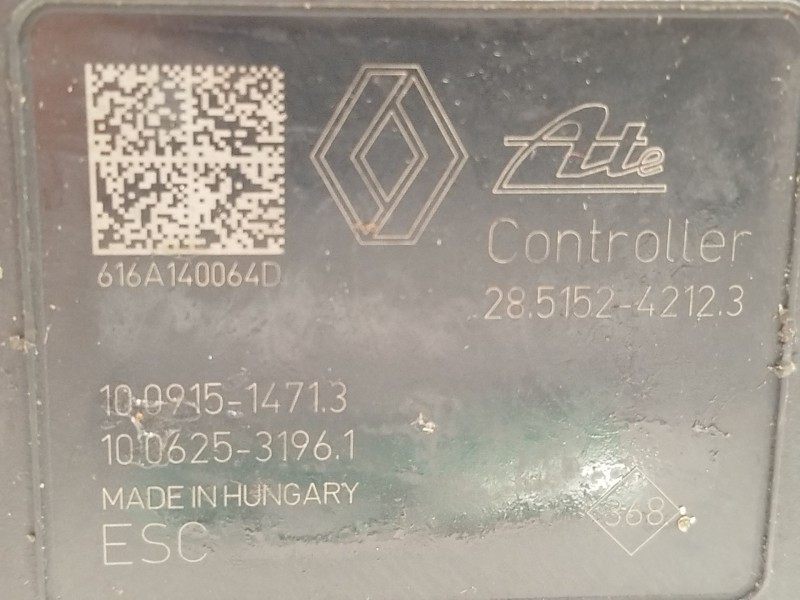 616A140064D
Ate
Controller
28.5152-4212.3
10.0915-1471.3
10.0625-3196.1
MADE IN HUNGARY
ESC
368